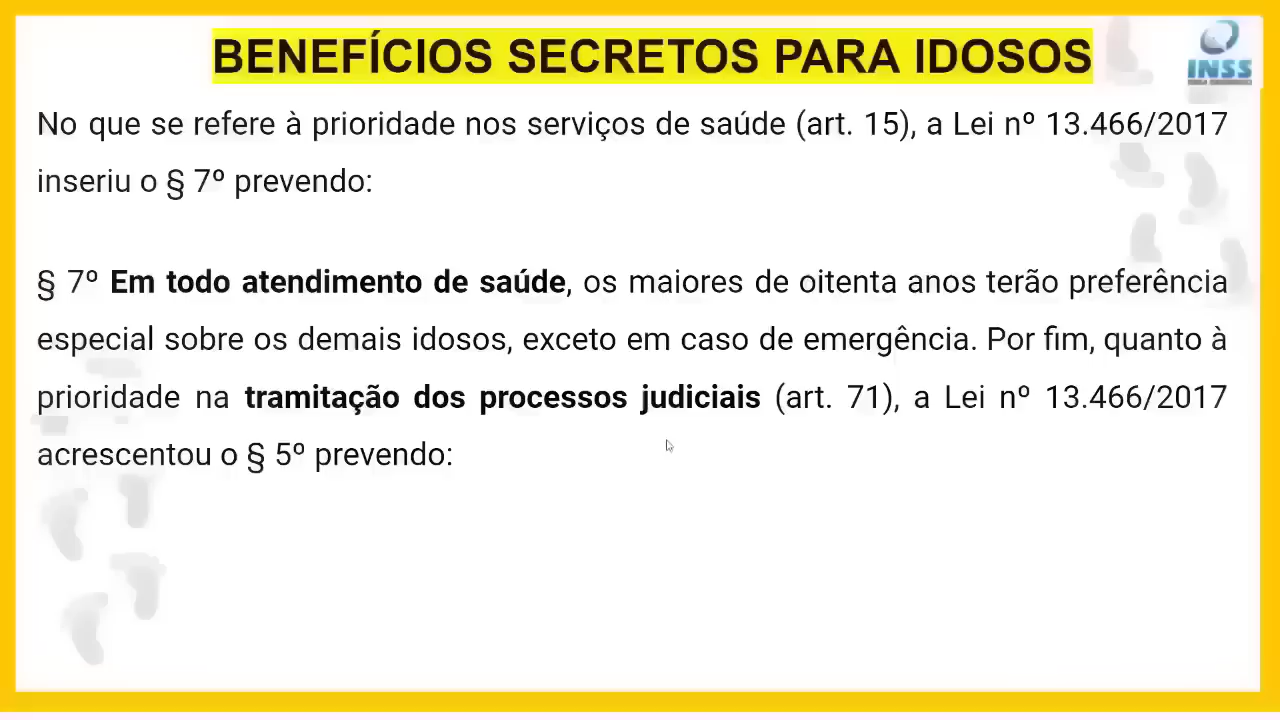 BENEFÍCIOS SECRETOS PARA IDOSOS
INSS
No que se refere à prioridade nos serviços de saúde (art. 15), a Lei nº 13.466/2017
inseriu o § 7º prevendo:
§ 7º Em todo atendimento de saúde, os maiores de oitenta anos terão preferência
especial sobre os demais idosos, exceto em caso de emergência. Por fim, quanto à
prioridade na tramitação dos processos judiciais (art. 71), a Lei nº 13.466/2017
acrescentou o § 5º prevendo: